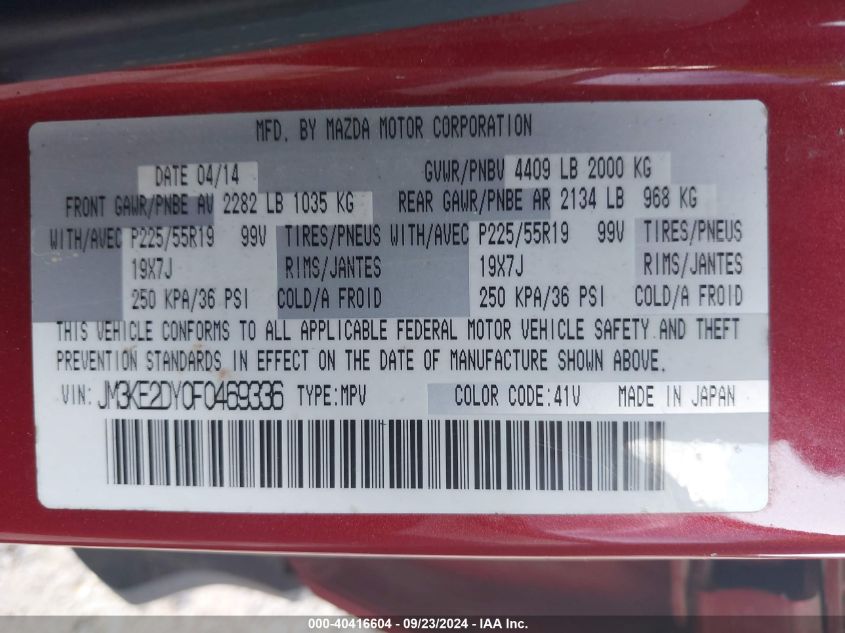 MFD. BY MAZDA MOTOR CORPORATION
DATE 04/14 GVWR/PNBV 4409 LB 2000 KG
FRONT GAWR/PNBE AV 2282 LB 1035 KG REAR GAWR/PNBE AR 2134 LB 968 KG
WITH/AVEC P225/55R19 99V TIRES/PNEUS WITH/AVEC P225/55R19 99V TIRES/PNEUS
19X7J RIMS/JANTES 19X7J RIMS/JANTES
250 KPA/36 PSI COLD/A FROID 250 KPA/36 PSI COLD/A FROID
THIS VEHICLE CONFORMS TO ALL APPLICABLE FEDERAL MOTOR VEHICLE SAFETY AND THEFT
PREVENTION STANDARDS IN EFFECT ON THE DATE OF MANUFACTURE SHOWN ABOVE.
VIN: JM3KE2DY0F0469336 TYPE:MPV COLOR CODE:41V MADE IN JAPAN
000-40416604 - 09/23/2024 - IAA Inc.